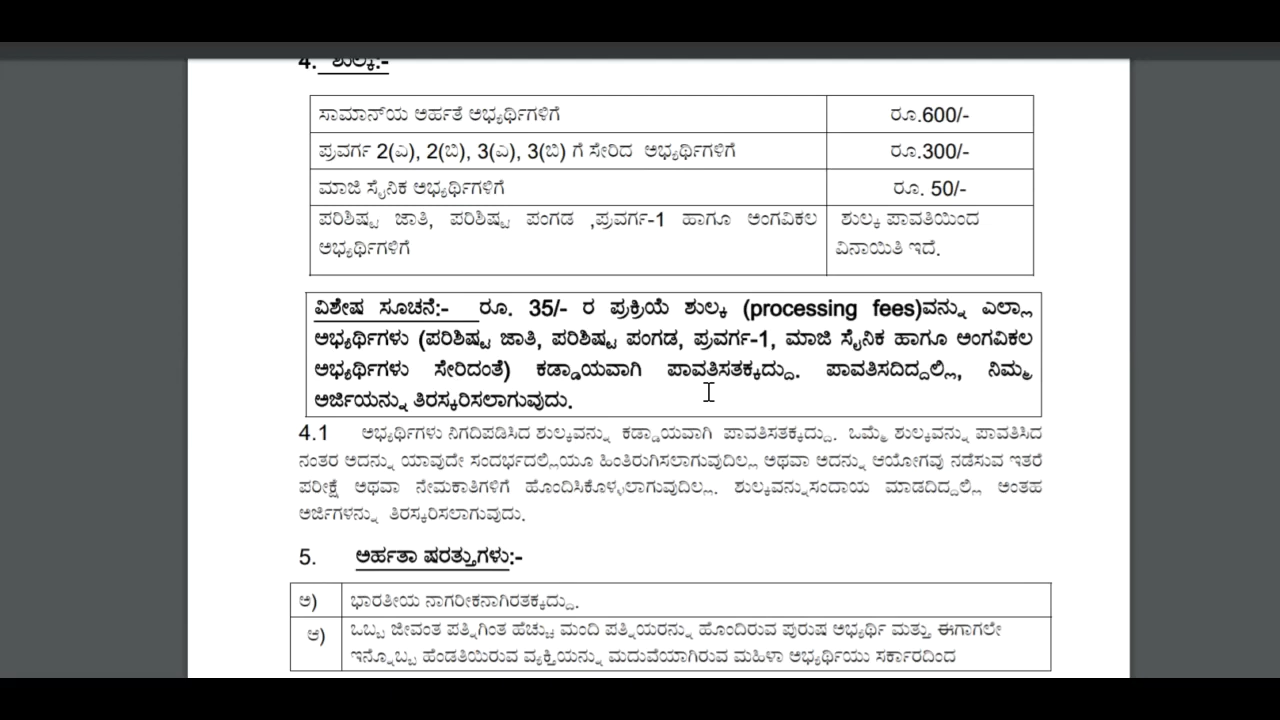 4. ಶುಲ್ಕ:-
ಸಾಮಾನ್ಯ ಅರ್ಹತೆ ಅಭ್ಯರ್ಥಿಗಳಿಗೆ ರೂ.600/-
ಪ್ರವರ್ಗ 2(ಎ), 2(ಬಿ), 3(ಎ), 3(ಬಿ) ಗೆ ಸೇರಿದ ಅಭ್ಯರ್ಥಿಗಳಿಗೆ ರೂ.300/-
ಮಾಜಿ ಸೈನಿಕ ಅಭ್ಯರ್ಥಿಗಳಿಗೆ ರೂ. 50/-
ಪರಿಶಿಷ್ಟ ಜಾತಿ, ಪರಿಶಿಷ್ಟ ಪಂಗಡ ,ಪ್ರವರ್ಗ-1 ಹಾಗೂ ಅಂಗವಿಕಲ ಶುಲ್ಕ ಪಾವತಿಯಿಂದ
ಅಭ್ಯರ್ಥಿಗಳಿಗೆ ವಿನಾಯಿತಿ ಇದೆ.
ವಿಶೇಷ ಸೂಚನೆ:- ರೂ. 35/- ರ ಪ್ರಕ್ರಿಯೆ ಶುಲ್ಕ (processing fees)ವನ್ನು ಎಲ್ಲಾ
ಅಭ್ಯರ್ಥಿಗಳು (ಪರಿಶಿಷ್ಟ ಜಾತಿ, ಪರಿಶಿಷ್ಟ ಪಂಗಡ, ಪ್ರವರ್ಗ-1, ಮಾಜಿ ಸೈನಿಕ ಹಾಗೂ ಅಂಗವಿಕಲ
ಅಭ್ಯರ್ಥಿಗಳು ಸೇರಿದಂತೆ) ಕಡ್ಡಾಯವಾಗಿ ಪಾವತಿಸತಕ್ಕದ್ದು. ಪಾವತಿಸದಿದ್ದಲ್ಲಿ, ನಿಮ್ಮ
ಅರ್ಜಿಯನ್ನು ತಿರಸ್ಕರಿಸಲಾಗುವುದು.
4.1 ಅಭ್ಯರ್ಥಿಗಳು ನಿಗದಿಪಡಿಸಿದ ಶುಲ್ಕವನ್ನು ಕಡ್ಡಾಯವಾಗಿ ಪಾವತಿಸತಕ್ಕದ್ದು. ಒಮ್ಮೆ ಶುಲ್ಕವನ್ನು ಪಾವತಿಸಿದ
ನಂತರ ಅದನ್ನು ಯಾವುದೇ ಸಂದರ್ಭದಲ್ಲಿಯೂ ಹಿಂತಿರುಗಿಸಲಾಗುವುದಿಲ್ಲ ಅಥವಾ ಅದನ್ನು ಆಯೋಗವು ನಡೆಸುವ ಇತರೆ
ಪರೀಕ್ಷೆ ಅಥವಾ ನೇಮಕಾತಿಗಳಿಗೆ ಹೊಂದಿಸಿಕೊಳ್ಳಲಾಗುವುದಿಲ್ಲ. ಶುಲ್ಕವನ್ನುಸಂದಾಯ ಮಾಡದಿದ್ದಲ್ಲಿ ಅಂತಹ
ಅರ್ಜಿಗಳನ್ನು ತಿರಸ್ಕರಿಸಲಾಗುವುದು.
5. ಅರ್ಹತಾ ಷರತ್ತುಗಳು:-
ಅ) ಭಾರತೀಯ ನಾಗರೀಕನಾಗಿರತಕ್ಕದ್ದು.
ಆ) ಒಬ್ಬ ಜೀವಂತ ಪತ್ನಿಗಿಂತ ಹೆಚ್ಚು ಮಂದಿ ಪತ್ನಿಯರನ್ನು ಹೊಂದಿರುವ ಪುರುಷ ಅಭ್ಯರ್ಥಿ ಮತ್ತು ಈಗಾಗಲೇ
ಇನ್ನೊಬ್ಬ ಹೆಂಡತಿಯಿರುವ ವ್ಯಕ್ತಿಯನ್ನು ಮದುವೆಯಾಗಿರುವ ಮಹಿಳಾ ಅಭ್ಯರ್ಥಿಯು ಸರ್ಕಾರದಿಂದ